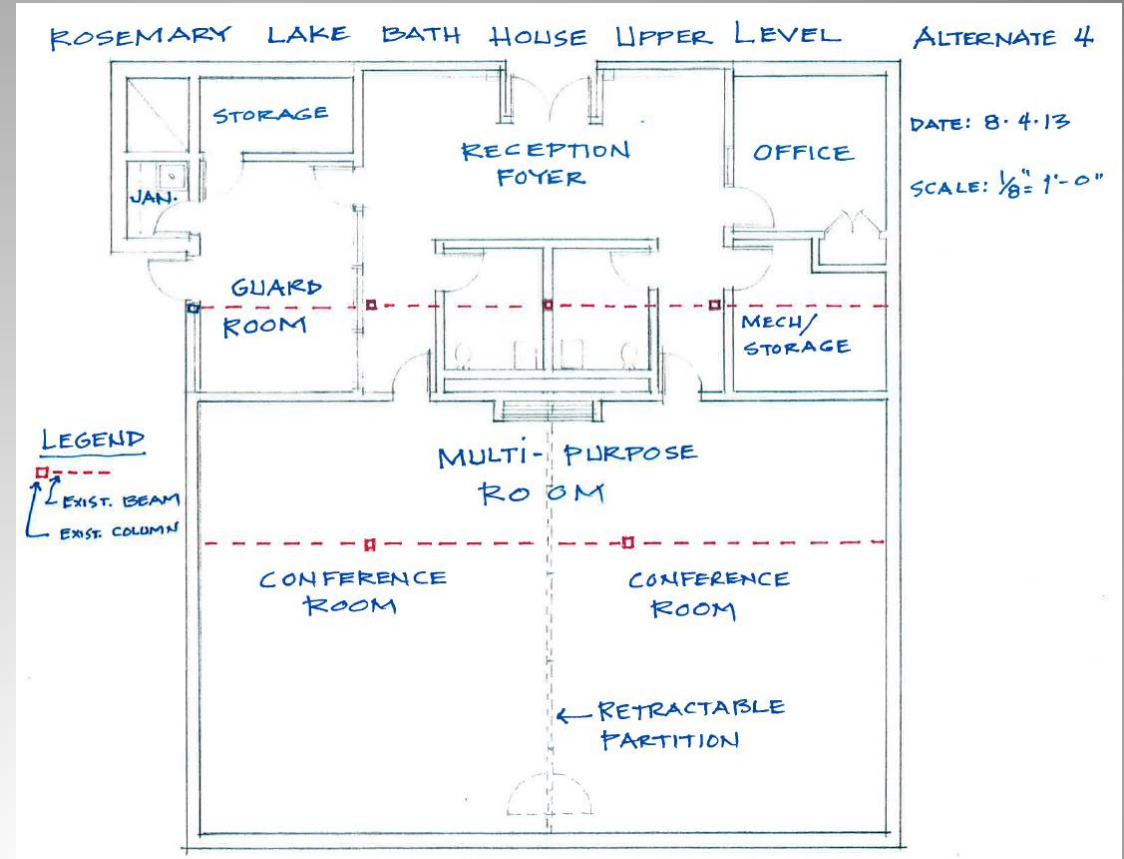 ROSEMARY LAKE BATH HOUSE UPPER LEVEL
ALTERNATE 4
DATE: 8·4·13
SCALE: 1/8" = 1'-0"
STORAGE
JAN.
RECEPTION
FOYER
OFFICE
GUARD
ROOM
MECH/
STORAGE
LEGEND
EXIST. BEAM
EXIST. COLUMN
MULTI-PURPOSE
ROOM
CONFERENCE
ROOM
CONFERENCE
ROOM
← RETRACTABLE
PARTITION